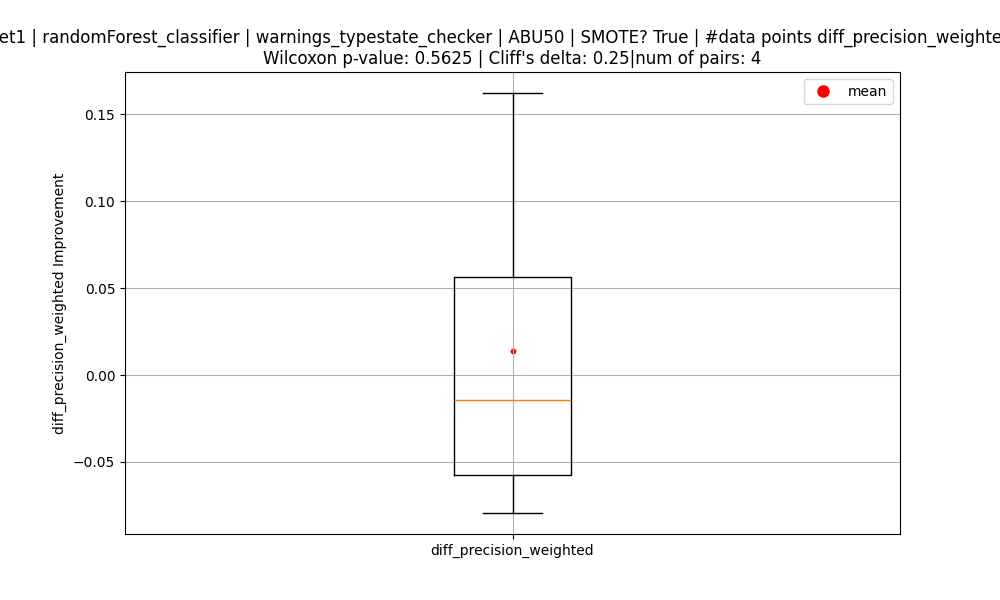 et1 | randomForest_classifier | warnings_typestate_checker | ABU50 | SMOTE? True | #data points diff_precision_weighte
Wilcoxon p-value: 0.5625 | Cliff's delta: 0.25|num of pairs: 4
mean
0.15
0.10
0.05
0.00
−0.05
diff_precision_weighted Improvement
diff_precision_weighted